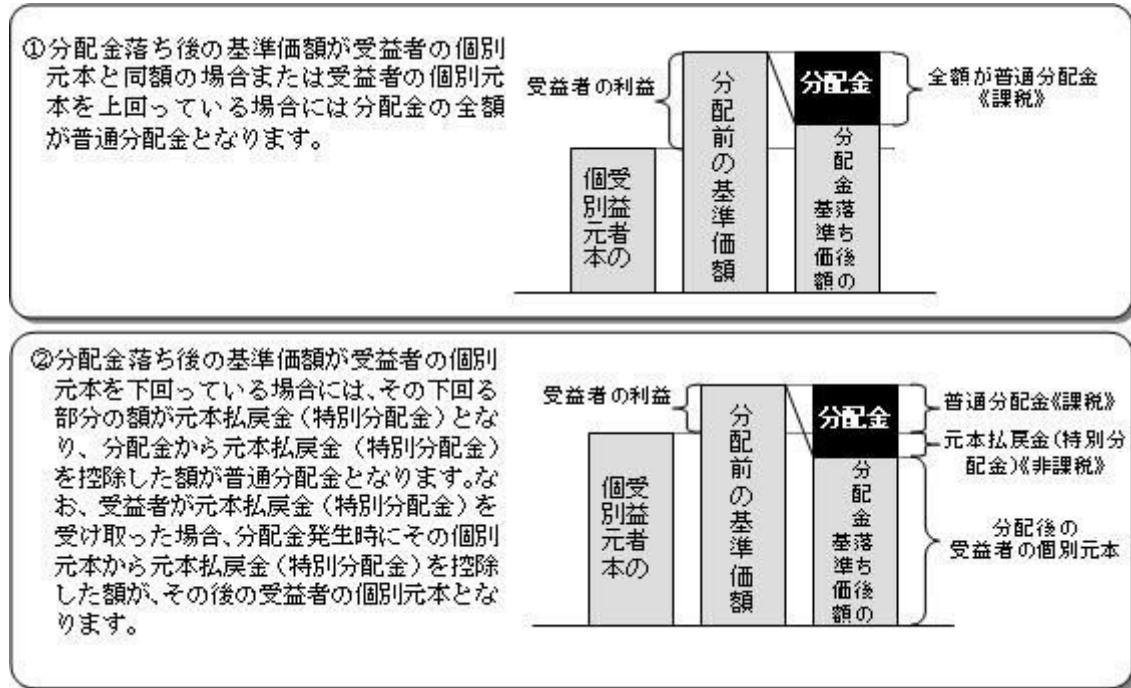 ①分配金落ち後の基準価額が受益者の個別
元本と同額の場合または受益者の個別元
本を上回っている場合には分配金の全額
が普通分配金となります。
受益者の利益
分配金
全額が普通分配金
《課税》
受益者の
個別元本
分配前の基準価額
分配金落ち後の
基準価額
②分配金落ち後の基準価額が受益者の個別
元本を下回っている場合には、その下回る
部分の額が元本払戻金(特別分配金)とな
り、分配金から元本払戻金(特別分配金)
を控除した額が普通分配金となります。な
お、受益者が元本払戻金(特別分配金)を
受け取った場合、分配金発生時にその個別
元本から元本払戻金(特別分配金)を控除
した額が、その後の受益者の個別元本とな
ります。
受益者の利益
分配金
普通分配金《課税》
元本払戻金(特別分
配金)《非課税》
受益者の
個別元本
分配前の基準価額
分配金落ち後の
基準価額
分配後の
受益者の個別元本